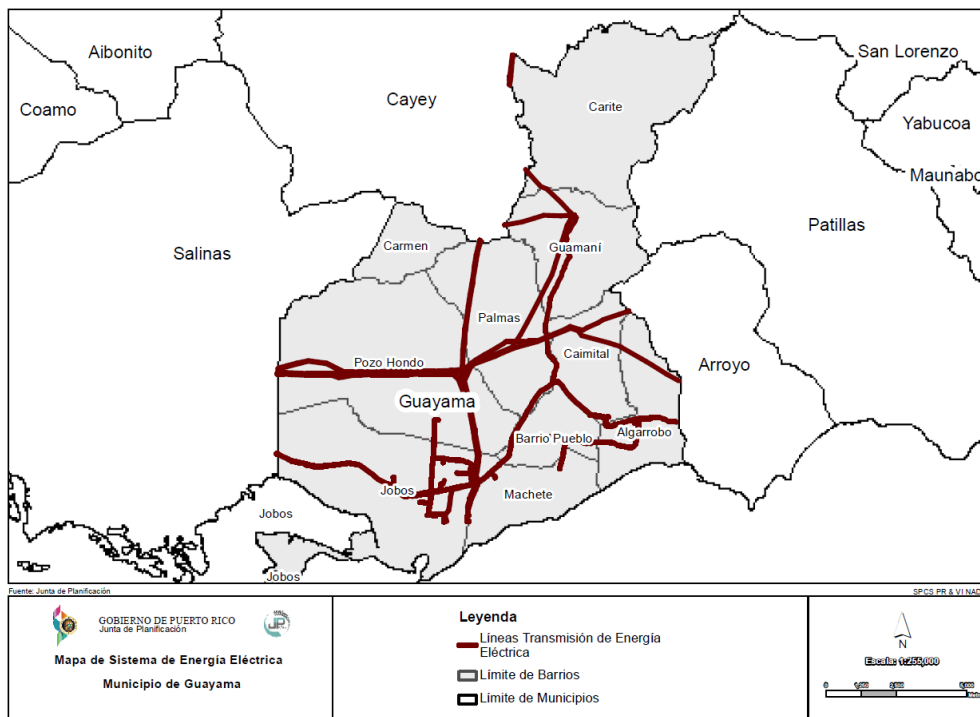 Aibonito
San Lorenzo
Coamo
Cayey
Carite
Yabucoa
Maunabo
Patillas
Salinas
Carmen
Guamaní
Palmas
Pozo Hondo
Caimital
Arroyo
Guayama
Barrio Pueblo
Algarrobo
Jobos
Machete
Jobos
Jobos
Fuente: Junta de Planificación
SPCS PR & VI NAD
GOBIERNO DE PUERTO RICO
Junta de Planificación
JP
Mapa de Sistema de Energía Eléctrica
Municipio de Guayama
Leyenda
Líneas Transmisión de Energía
Eléctrica
Límite de Barrios
Límite de Municipios
N
Escala: 1:255,000
0